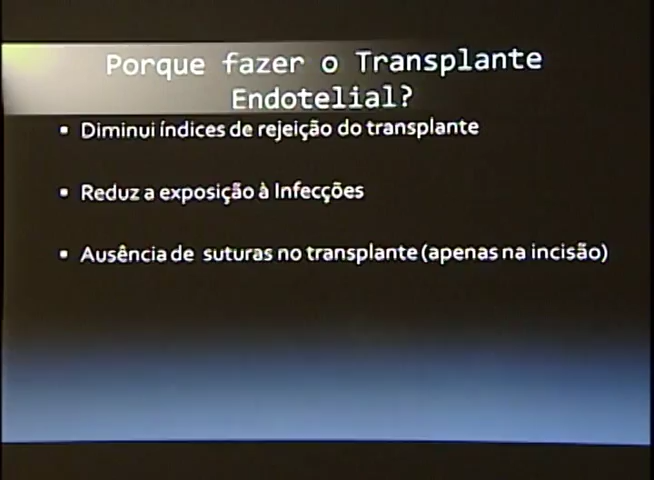 Porque fazer o Transplante
Endotelial?
▪ Diminui índices de rejeição do transplante
▪ Reduz a exposição à Infecções
▪ Ausência de suturas no transplante (apenas na incisão)